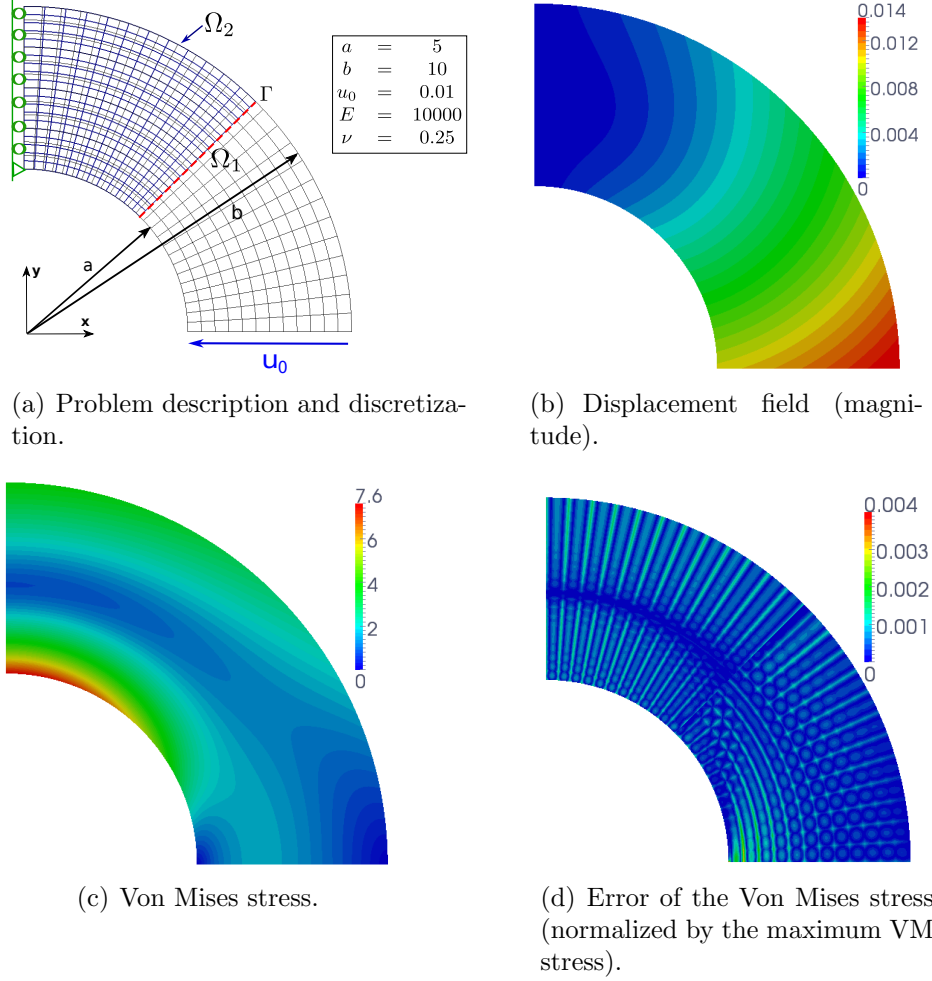 Ω₂
a = 5
b = 10
u₀ = 0.01
E = 10000
ν = 0.25
Γ
Ω₁
b
a
y
x
u₀
(a) Problem description and discretiza-
tion.
0.014
0.012
0.008
0.004
0
(b) Displacement field (magni-
tude).
7.6
6
4
2
0
(c) Von Mises stress.
0.004
0.003
0.002
0.001
0
(d) Error of the Von Mises stress
(normalized by the maximum VM
stress).